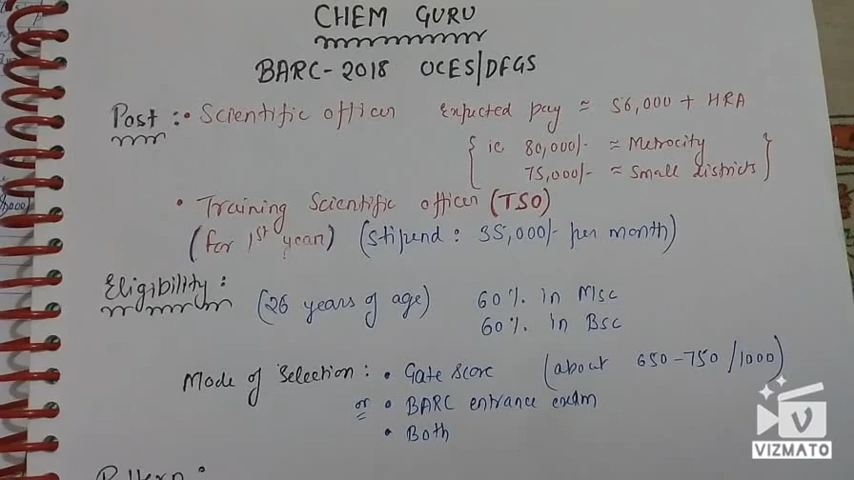 CHEM GURU
BARC-2018 OCES/DFGS
Post :• Scientific officer Expected pay ≈ 56,000 + HRA
{ ie 80,000/- ≈ Metrocity
75,000/- ≈ Small districts }
• Training Scientific officer (TSO)
(for 1st year) (stipend : 35,000/- per month)
Eligibility : (26 years of age) 60% in Msc
60% in Bsc
Mode of Selection : • Gate Score (about 650-750/1000)
or • BARC entrance exam
• Both
VIZMATO